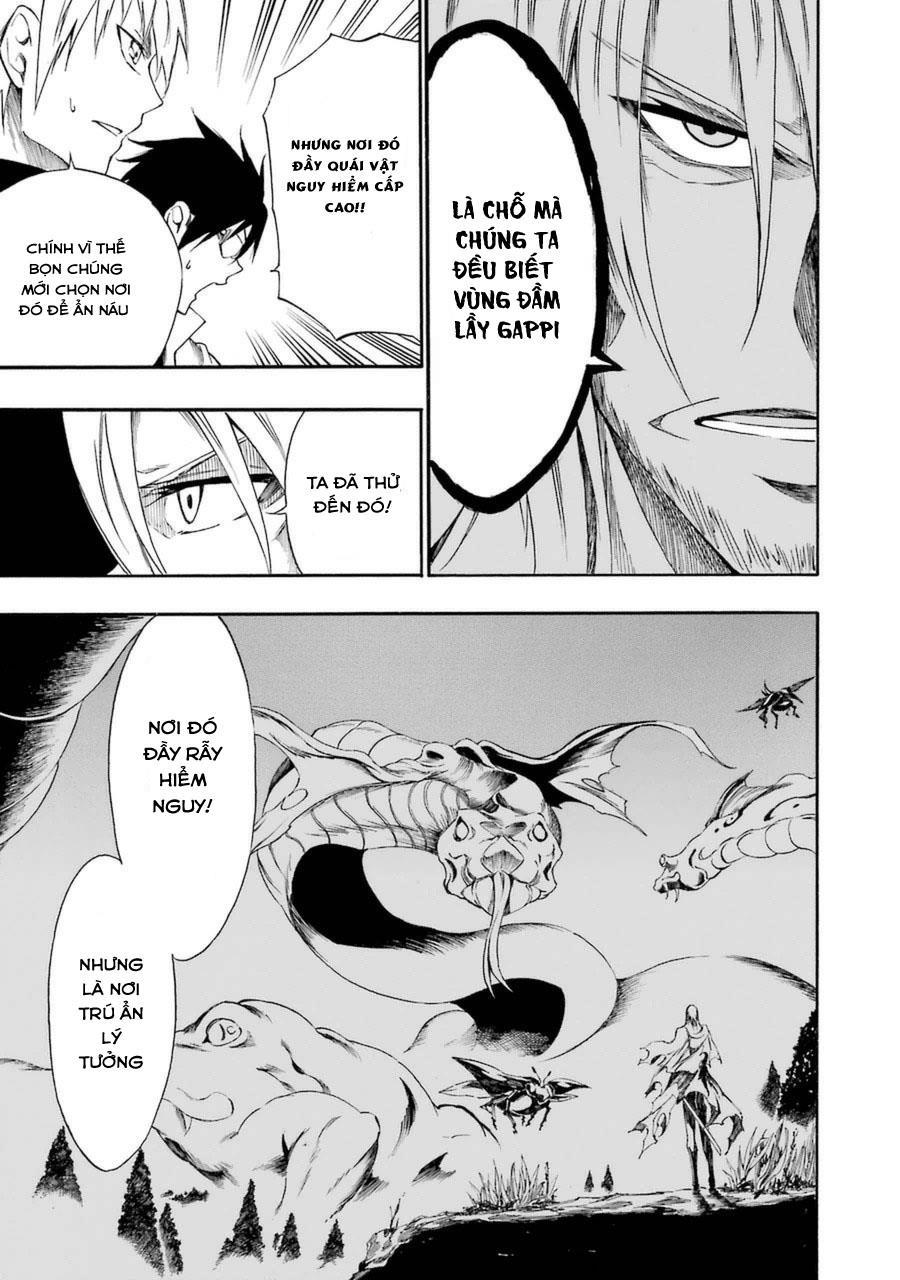 LÀ CHỖ MÀ
CHÚNG TA
ĐỀU BIẾT
VÙNG ĐẦM
LẦY GAPPI
NHƯNG NƠI ĐÓ
ĐẦY QUÁI VẬT
NGUY HIỂM CẤP
CAO!!
CHÍNH VÌ THẾ
BỌN CHÚNG
MỚI CHỌN NƠI
ĐÓ ĐỂ ẨN NÁU
TA ĐÃ THỬ
ĐẾN ĐÓ!
NƠI ĐÓ
ĐẦY RẪY
HIỂM
NGUY!
NHƯNG
LÀ NƠI
TRÚ ẨN
LÝ
TƯỞNG